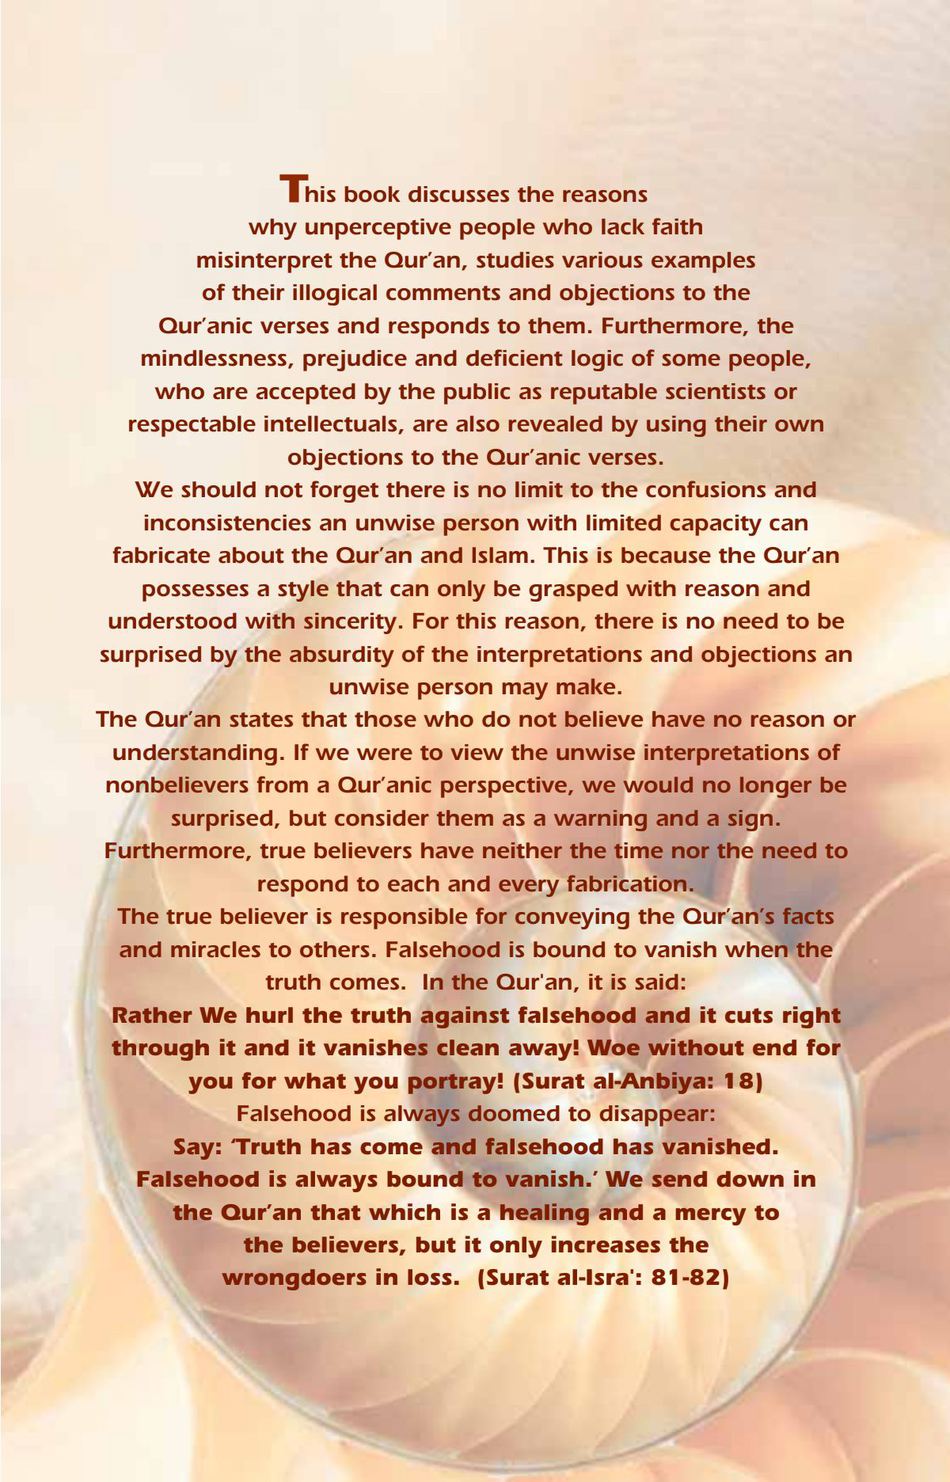 This book discusses the reasons
why unperceptive people who lack faith
misinterpret the Qur’an, studies various examples
of their illogical comments and objections to the
Qur’anic verses and responds to them. Furthermore, the
mindlessness, prejudice and deficient logic of some people,
who are accepted by the public as reputable scientists or
respectable intellectuals, are also revealed by using their own
objections to the Qur’anic verses.
We should not forget there is no limit to the confusions and
inconsistencies an unwise person with limited capacity can
fabricate about the Qur’an and Islam. This is because the Qur’an
possesses a style that can only be grasped with reason and
understood with sincerity. For this reason, there is no need to be
surprised by the absurdity of the interpretations and objections an
unwise person may make.
The Qur’an states that those who do not believe have no reason or
understanding. If we were to view the unwise interpretations of
nonbelievers from a Qur’anic perspective, we would no longer be
surprised, but consider them as a warning and a sign.
Furthermore, true believers have neither the time nor the need to
respond to each and every fabrication.
The true believer is responsible for conveying the Qur’an’s facts
and miracles to others. Falsehood is bound to vanish when the
truth comes.  In the Qur'an, it is said:
Rather We hurl the truth against falsehood and it cuts right
through it and it vanishes clean away! Woe without end for
you for what you portray! (Surat al-Anbiya: 18)
Falsehood is always doomed to disappear:
Say: ‘Truth has come and falsehood has vanished.
Falsehood is always bound to vanish.’ We send down in
the Qur’an that which is a healing and a mercy to
the believers, but it only increases the
wrongdoers in loss.  (Surat al-Isra': 81-82)